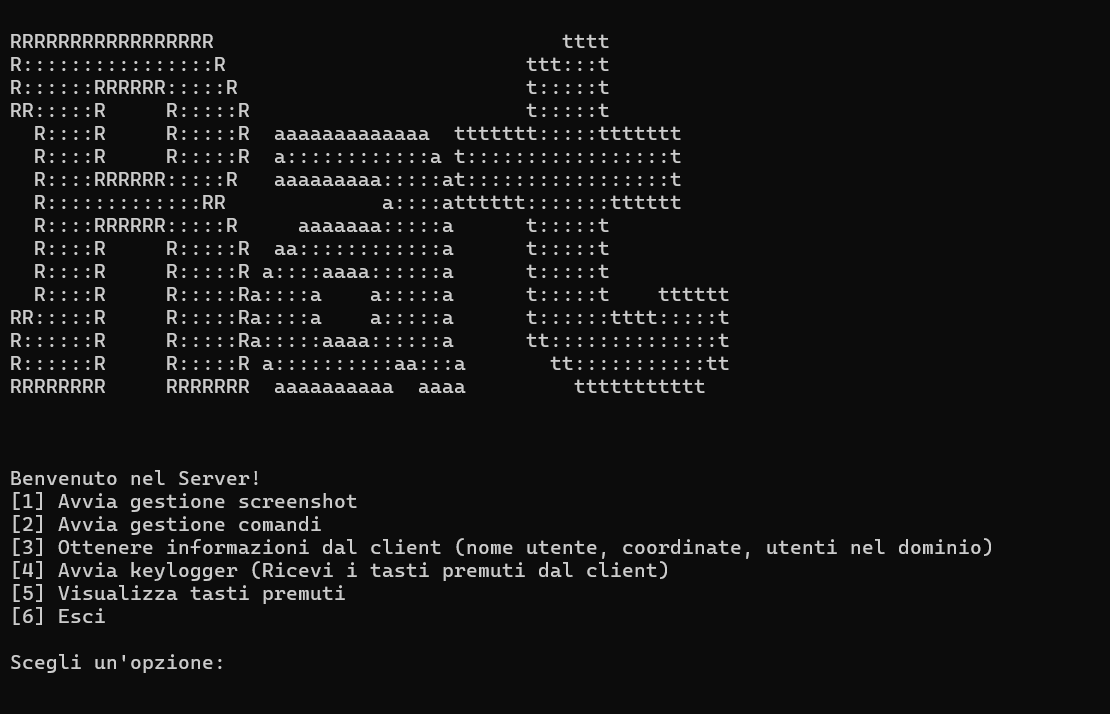 RRRRRRRRRRRRRRRRR                             tttt
R::::::::::::::::R                         ttt:::t
R::::::RRRRRR:::::R                        t:::::t
RR:::::R     R:::::R                       t:::::t
  R::::R     R:::::R  aaaaaaaaaaaaa  ttttttt:::::ttttttt
  R::::R     R:::::R  a::::::::::::a t:::::::::::::::::t
  R::::RRRRRR:::::R   aaaaaaaaa:::::at:::::::::::::::::t
  R:::::::::::::RR             a::::atttttt:::::::tttttt
  R::::RRRRRR:::::R     aaaaaaa:::::a      t:::::t
  R::::R     R:::::R  aa::::::::::::a      t:::::t
  R::::R     R:::::R a::::aaaa::::::a      t:::::t
  R::::R     R:::::Ra::::a    a:::::a      t:::::t    tttttt
RR:::::R     R:::::Ra::::a    a:::::a      t::::::tttt:::::t
R::::::R     R:::::Ra:::::aaaa::::::a      tt::::::::::::::t
R::::::R     R:::::R a::::::::::aa:::a       tt:::::::::::tt
RRRRRRRR     RRRRRRR  aaaaaaaaaa  aaaa         ttttttttttt
Benvenuto nel Server!
[1] Avvia gestione screenshot
[2] Avvia gestione comandi
[3] Ottenere informazioni dal client (nome utente, coordinate, utenti nel dominio)
[4] Avvia keylogger (Ricevi i tasti premuti dal client)
[5] Visualizza tasti premuti
[6] Esci
Scegli un'opzione: